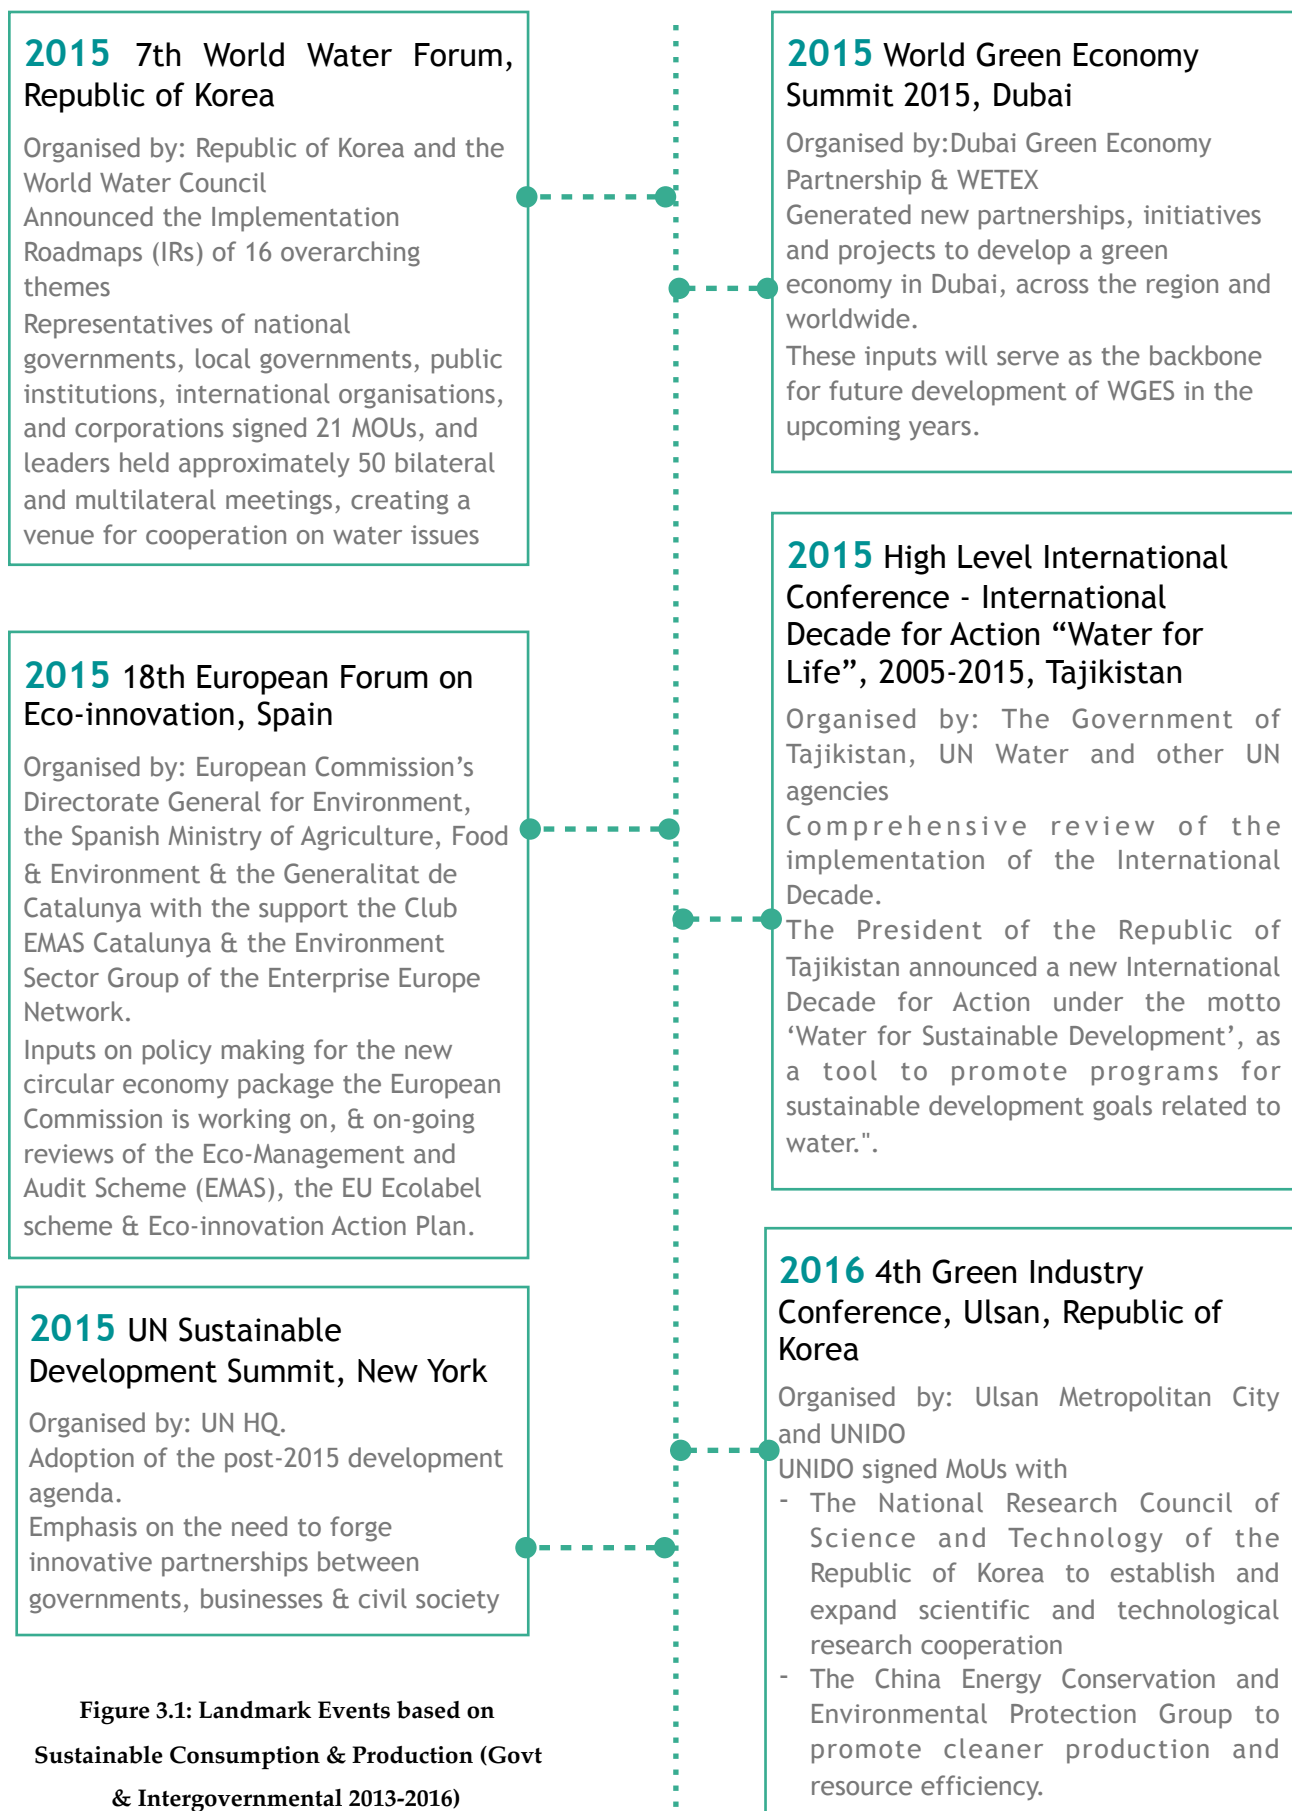 2015 7th World Water Forum,
Republic of Korea
Organised by: Republic of Korea and the
World Water Council
Announced the Implementation
Roadmaps (IRs) of 16 overarching
themes
Representatives of national
governments, local governments, public
institutions, international organisations,
and corporations signed 21 MOUs, and
leaders held approximately 50 bilateral
and multilateral meetings, creating a
venue for cooperation on water issues
2015 World Green Economy
Summit 2015, Dubai
Organised by:Dubai Green Economy
Partnership & WETEX
Generated new partnerships, initiatives
and projects to develop a green
economy in Dubai, across the region and
worldwide.
These inputs will serve as the backbone
for future development of WGES in the
upcoming years.
2015 18th European Forum on
Eco-innovation, Spain
Organised by: European Commission’s
Directorate General for Environment,
the Spanish Ministry of Agriculture, Food
& Environment & the Generalitat de
Catalunya with the support the Club
EMAS Catalunya & the Environment
Sector Group of the Enterprise Europe
Network.
Inputs on policy making for the new
circular economy package the European
Commission is working on, & on-going
reviews of the Eco-Management and
Audit Scheme (EMAS), the EU Ecolabel
scheme & Eco-innovation Action Plan.
2015 High Level International
Conference - International
Decade for Action “Water for
Life”, 2005-2015, Tajikistan
Organised by: The Government of
Tajikistan, UN Water and other UN
agencies
Comprehensive review of the
implementation of the International
Decade.
The President of the Republic of
Tajikistan announced a new International
Decade for Action under the motto
‘Water for Sustainable Development’, as
a tool to promote programs for
sustainable development goals related to
water.".
2015 UN Sustainable
Development Summit, New York
Organised by: UN HQ.
Adoption of the post-2015 development
agenda.
Emphasis on the need to forge
innovative partnerships between
governments, businesses & civil society
2016 4th Green Industry
Conference, Ulsan, Republic of
Korea
Organised by: Ulsan Metropolitan City
and UNIDO
UNIDO signed MoUs with
- The National Research Council of
Science and Technology of the
Republic of Korea to establish and
expand scientific and technological
research cooperation
- The China Energy Conservation and
Environmental Protection Group to
promote cleaner production and
resource efficiency.
Figure 3.1: Landmark Events based on
Sustainable Consumption & Production (Govt
& Intergovernmental 2013-2016)